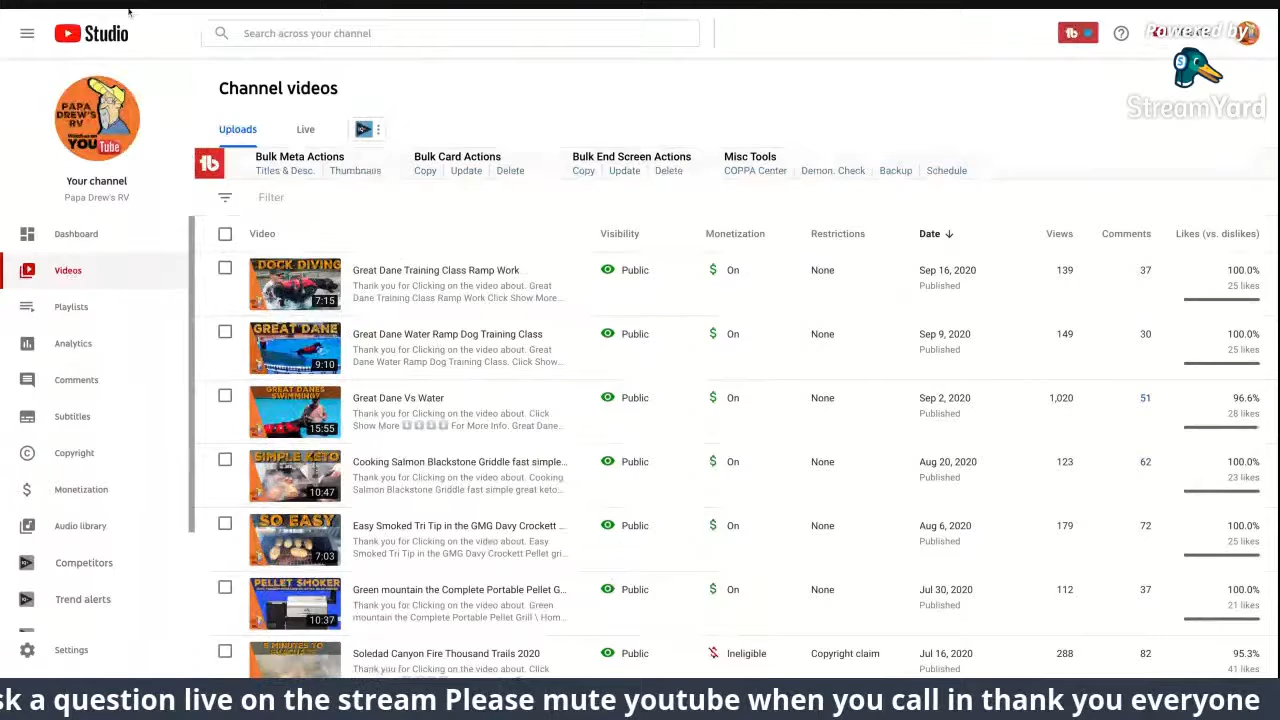 Studio
Search across your channel
Powered by
StreamYard
PAPA
DREW'S
RV
YOU
Tube
Your channel
Papa Drew's RV
Dashboard
Videos
Playlists
Analytics
Comments
Subtitles
Copyright
Monetization
Audio library
Competitors
Trend alerts
Settings
Channel videos
Uploads
Live
tb
Bulk Meta Actions
Titles & Desc. Thumbnails
Bulk Card Actions
Copy Update Delete
Bulk End Screen Actions
Copy Update Delete
Misc Tools
COPPA Center Demon. Check Backup Schedule
Filter
Video Visibility Monetization Restrictions Date Views Comments Likes (vs. dislikes)
DOCK DIVING
7:15
Great Dane Training Class Ramp Work
Thank you for Clicking on the video about. Great
Dane Training Class Ramp Work Click Show More...
Public $ On None Sep 16, 2020 139 37 100.0%
Published 25 likes
GREAT DANE
9:10
Great Dane Water Ramp Dog Training Class
Thank you for Clicking on the video about. Great
Dane Water Ramp Dog Training Class. Click Show...
Public $ On None Sep 9, 2020 149 30 100.0%
Published 25 likes
GREAT DANES
SWIMMING?
15:55
Great Dane Vs Water
Thank you for Clicking on the video about. Click
Show More ⬇⬇⬇⬇ For More Info. Great Dane...
Public $ On None Sep 2, 2020 1,020 51 96.6%
Published 28 likes
SIMPLE KETO
10:47
Cooking Salmon Blackstone Griddle fast simple...
Thank you for Clicking on the video about. Cooking
Salmon Blackstone Griddle fast simple great keto...
Public $ On None Aug 20, 2020 123 62 100.0%
Published 23 likes
SO EASY
7:03
Easy Smoked Tri Tip in the GMG Davy Crockett ...
Thank you for Clicking on the video about. Easy
Smoked Tri Tip in the GMG Davy Crockett Pellet gri...
Public $ On None Aug 6, 2020 179 72 100.0%
Published 25 likes
PELLET SMOKER
10:37
Green mountain the Complete Portable Pellet G...
Thank you for Clicking on the video about. Green
mountain the Complete Portable Pellet Grill \ Hom...
Public $ On None Jul 30, 2020 112 37 100.0%
Published 21 likes
5 MINUTES TO
Soledad Canyon Fire Thousand Trails 2020
Thank you for Clicking on the video about. Click
Public Ineligible Copyright claim Jul 16, 2020 288 82 95.3%
Published 41 likes
sk a question live on the stream Please mute youtube when you call in thank you everyone